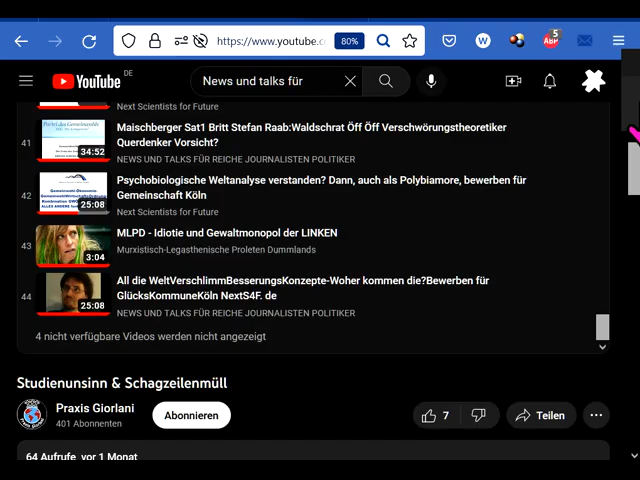 https://www.youtube.c
80%
5
ABP
W
YouTube
DE
News und talks für
Next Scientists for Future
41
34:52
Maischberger Sat1 Britt Stefan Raab:Waldschrat Öff Öff Verschwörungstheoretiker
Querdenker Vorsicht?
NEWS UND TALKS FÜR REICHE JOURNALISTEN POLITIKER
42
25:08
Psychobiologische Weltanalyse verstanden? Dann, auch als Polybiamore, bewerben für
Gemeinschaft Köln
Next Scientists for Future
43
3:04
MLPD - Idiotie und Gewaltmonopol der LINKEN
Murxistisch-Legasthenische Proleten Dummlands
44
25:08
All die WeltVerschlimmBesserungsKonzepte-Woher kommen die?Bewerben für
GlücksKommuneKöln NextS4F. de
NEWS UND TALKS FÜR REICHE JOURNALISTEN POLITIKER
4 nicht verfügbare Videos werden nicht angezeigt
Studienunsinn & Schagzeilenmüll
Praxis Giorlani
401 Abonnenten
Abonnieren
7
Teilen
64 Aufrufe vor 1 Monat